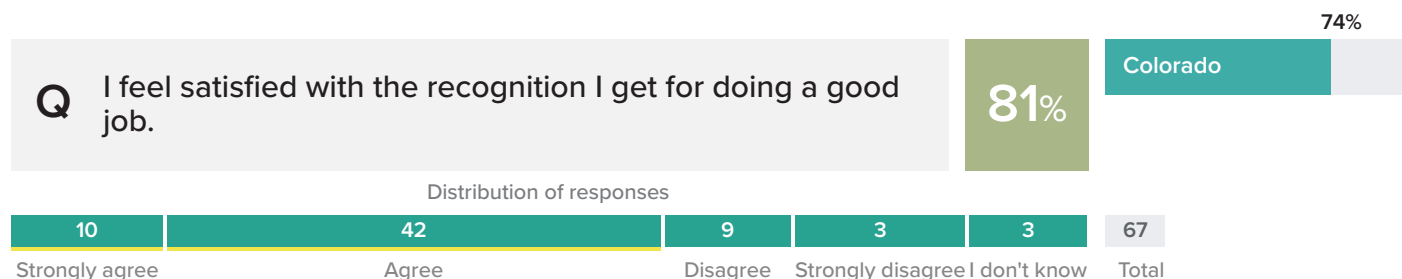 74%
Q I feel satisfied with the recognition I get for doing a good
job.
81%
Colorado
Distribution of responses
10 42 9 3 3 67
Strongly agree Agree Disagree Strongly disagree I don't know Total